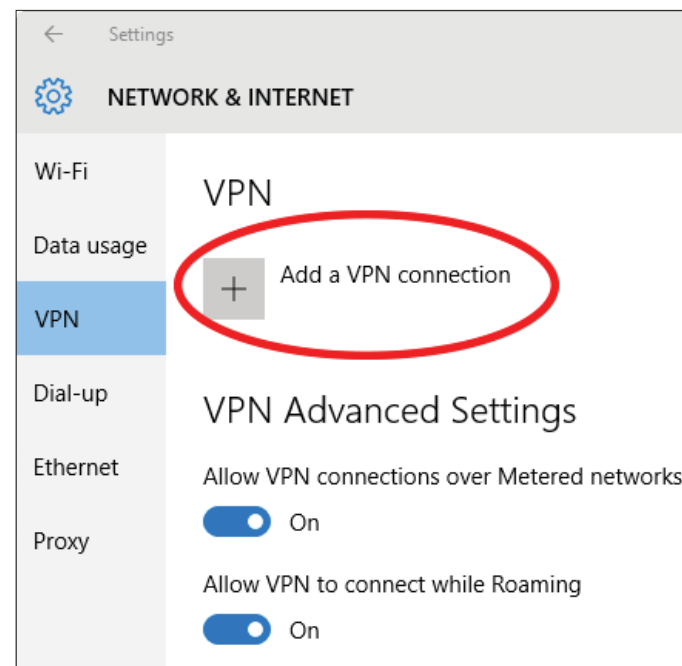 Settings
NETWORK & INTERNET
Wi-Fi
Data usage
VPN
Dial-up
Ethernet
Proxy
VPN
Add a VPN connection
VPN Advanced Settings
Allow VPN connections over Metered networks
On
Allow VPN to connect while Roaming
On